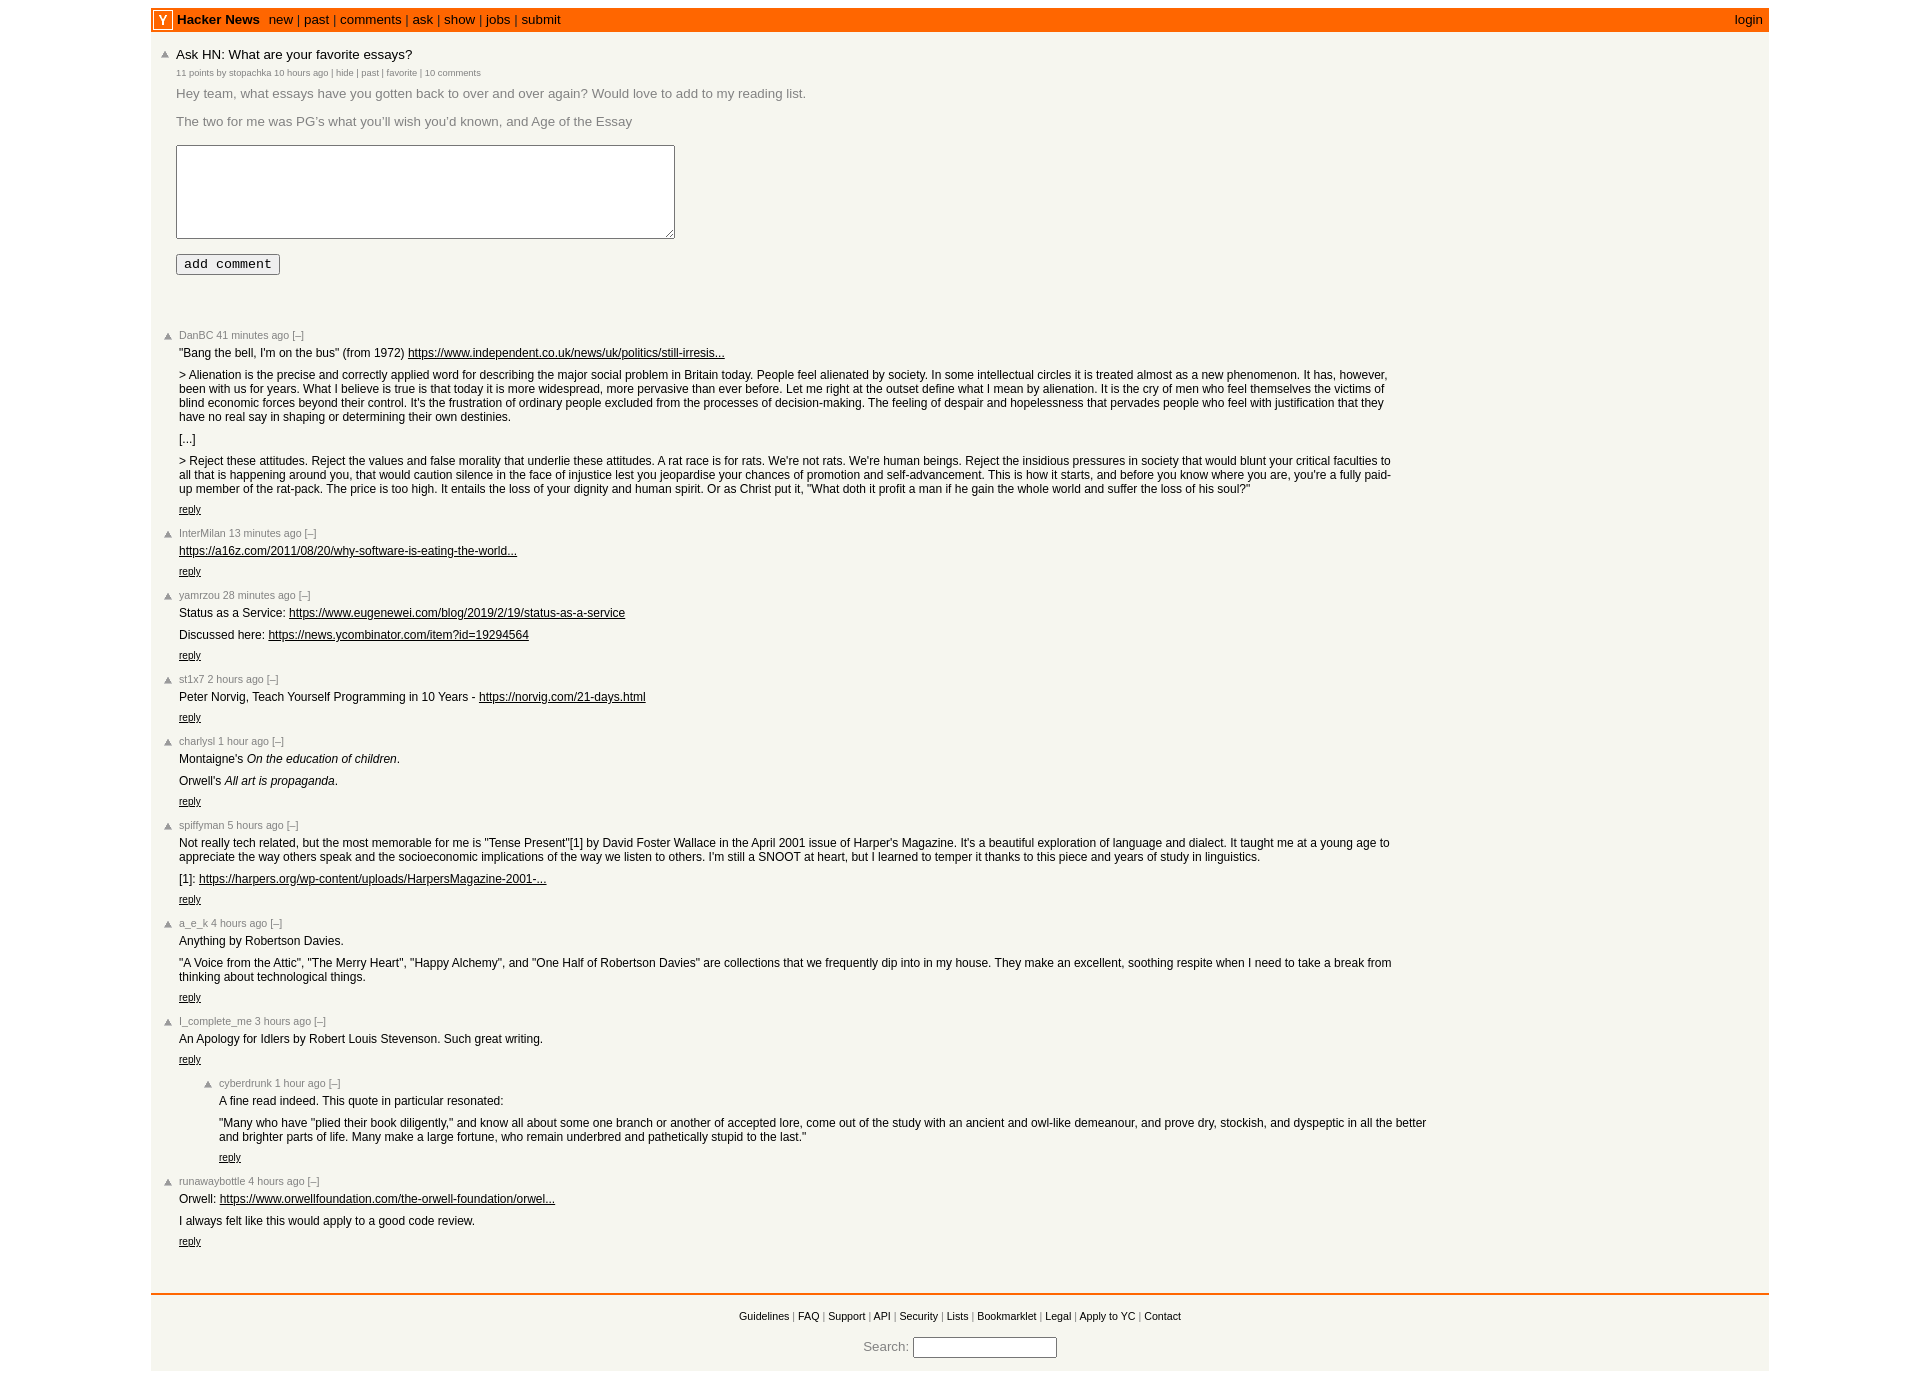 Y Hacker News new | past | comments | ask | show | jobs | submit login
Ask HN: What are your favorite essays?
11 points by stopachka 10 hours ago | hide | past | favorite | 10 comments
Hey team, what essays have you gotten back to over and over again? Would love to add to my reading list.
The two for me was PG's what you'll wish you'd known, and Age of the Essay
add comment
DanBC 41 minutes ago [–]
"Bang the bell, I'm on the bus" (from 1972) https://www.independent.co.uk/news/uk/politics/still-irresis...
> Alienation is the precise and correctly applied word for describing the major social problem in Britain today. People feel alienated by society. In some intellectual circles it is treated almost as a new phenomenon. It has, however,
been with us for years. What I believe is true is that today it is more widespread, more pervasive than ever before. Let me right at the outset define what I mean by alienation. It is the cry of men who feel themselves the victims of
blind economic forces beyond their control. It's the frustration of ordinary people excluded from the processes of decision-making. The feeling of despair and hopelessness that pervades people who feel with justification that they
have no real say in shaping or determining their own destinies.
[...]
> Reject these attitudes. Reject the values and false morality that underlie these attitudes. A rat race is for rats. We're not rats. We're human beings. Reject the insidious pressures in society that would blunt your critical faculties to
all that is happening around you, that would caution silence in the face of injustice lest you jeopardise your chances of promotion and self-advancement. This is how it starts, and before you know where you are, you're a fully paid-
up member of the rat-pack. The price is too high. It entails the loss of your dignity and human spirit. Or as Christ put it, "What doth it profit a man if he gain the whole world and suffer the loss of his soul?"
reply
InterMilan 13 minutes ago [–]
https://a16z.com/2011/08/20/why-software-is-eating-the-world...
reply
yamrzou 28 minutes ago [–]
Status as a Service: https://www.eugenewei.com/blog/2019/2/19/status-as-a-service
Discussed here: https://news.ycombinator.com/item?id=19294564
reply
st1x7 2 hours ago [–]
Peter Norvig, Teach Yourself Programming in 10 Years - https://norvig.com/21-days.html
reply
charlysl 1 hour ago [–]
Montaigne's On the education of children.
Orwell's All art is propaganda.
reply
spiffyman 5 hours ago [–]
Not really tech related, but the most memorable for me is "Tense Present"[1] by David Foster Wallace in the April 2001 issue of Harper's Magazine. It's a beautiful exploration of language and dialect. It taught me at a young age to
appreciate the way others speak and the socioeconomic implications of the way we listen to others. I'm still a SNOOT at heart, but I learned to temper it thanks to this piece and years of study in linguistics.
[1]: https://harpers.org/wp-content/uploads/HarpersMagazine-2001-...
reply
a_e_k 4 hours ago [–]
Anything by Robertson Davies.
"A Voice from the Attic", "The Merry Heart", "Happy Alchemy", and "One Half of Robertson Davies" are collections that we frequently dip into in my house. They make an excellent, soothing respite when I need to take a break from
thinking about technological things.
reply
I_complete_me 3 hours ago [–]
An Apology for Idlers by Robert Louis Stevenson. Such great writing.
reply
cyberdrunk 1 hour ago [–]
A fine read indeed. This quote in particular resonated:
"Many who have "plied their book diligently," and know all about some one branch or another of accepted lore, come out of the study with an ancient and owl-like demeanour, and prove dry, stockish, and dyspeptic in all the better
and brighter parts of life. Many make a large fortune, who remain underbred and pathetically stupid to the last."
reply
runawaybottle 4 hours ago [–]
Orwell: https://www.orwellfoundation.com/the-orwell-foundation/orwel...
I always felt like this would apply to a good code review.
reply
Guidelines | FAQ | Support | API | Security | Lists | Bookmarklet | Legal | Apply to YC | Contact
Search: